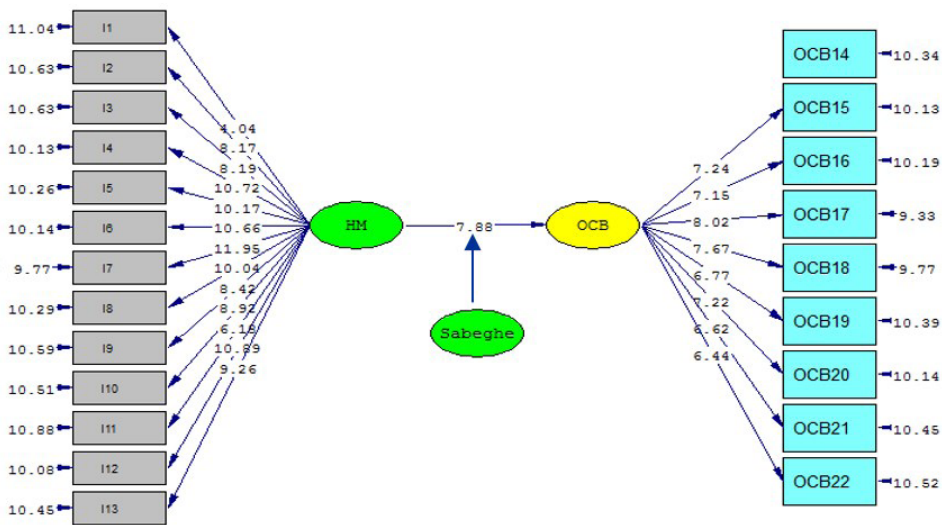 11.04
I1
10.63
I2
10.63
I3
10.13
I4
10.26
I5
10.14
I6
9.77
I7
10.29
I8
10.59
I9
10.51
I10
10.88
I11
10.08
I12
10.45
I13
4.04
8.17
8.19
10.72
10.17
10.66
11.95
10.04
8.42
8.92
6.18
10.89
9.26
HM
7.88
Sabeghe
OCB
7.24
7.15
8.02
7.67
6.77
7.22
6.62
6.44
OCB14
10.34
OCB15
10.13
OCB16
10.19
OCB17
9.33
OCB18
9.77
OCB19
10.39
OCB20
10.14
OCB21
10.45
OCB22
10.52